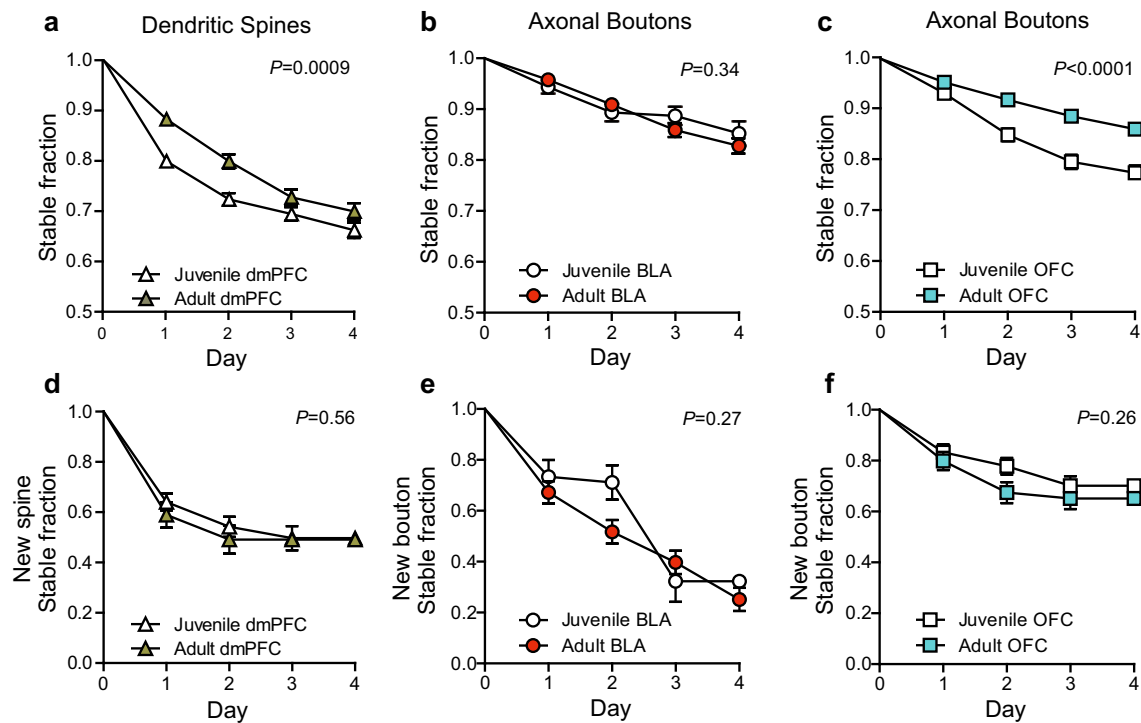 a
Dendritic Spines
P=0.0009
1.0
0.9
0.8
0.7
0.6
0.5
Stable fraction
Juvenile dmPFC
Adult dmPFC
0 1 2 3 4
Day
b
Axonal Boutons
P=0.34
1.0
0.9
0.8
0.7
0.6
0.5
Stable fraction
Juvenile BLA
Adult BLA
0 1 2 3 4
Day
c
Axonal Boutons
P<0.0001
1.0
0.9
0.8
0.7
0.6
0.5
Stable fraction
Juvenile OFC
Adult OFC
0 1 2 3 4
Day
d
P=0.56
1.0
0.8
0.6
0.4
0.2
0.0
New spine
Stable fraction
Juvenile dmPFC
Adult dmPFC
0 1 2 3 4
Day
e
P=0.27
1.0
0.8
0.6
0.4
0.2
0.0
New bouton
Stable fraction
Juvenile BLA
Adult BLA
0 1 2 3 4
Day
f
P=0.26
1.0
0.8
0.6
0.4
0.2
0.0
New bouton
Stable fraction
Juvenile OFC
Adult OFC
0 1 2 3 4
Day